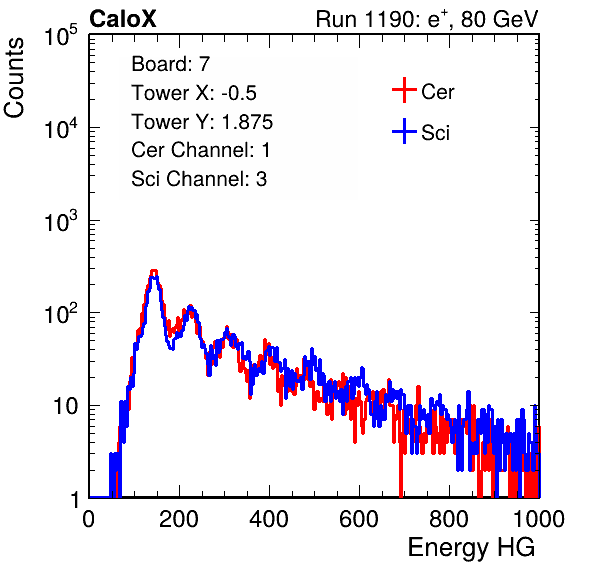 CaloX Run 1190: e⁺, 80 GeV
Counts
Board: 7
Tower X: -0.5
Tower Y: 1.875
Cer Channel: 1
Sci Channel: 3
Cer
Sci
10⁵
10⁴
10³
10²
10
1
0 200 400 600 800 1000
Energy HG